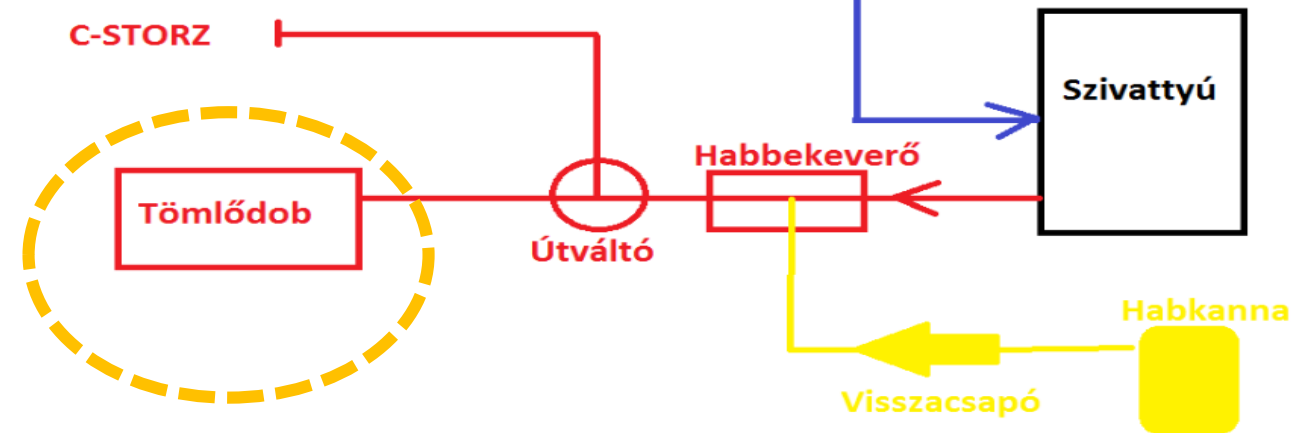 C-STORZ
Szivattyú
Habbekeverő
Tömlődob
Útváltó
Habkanna
Visszacsapó